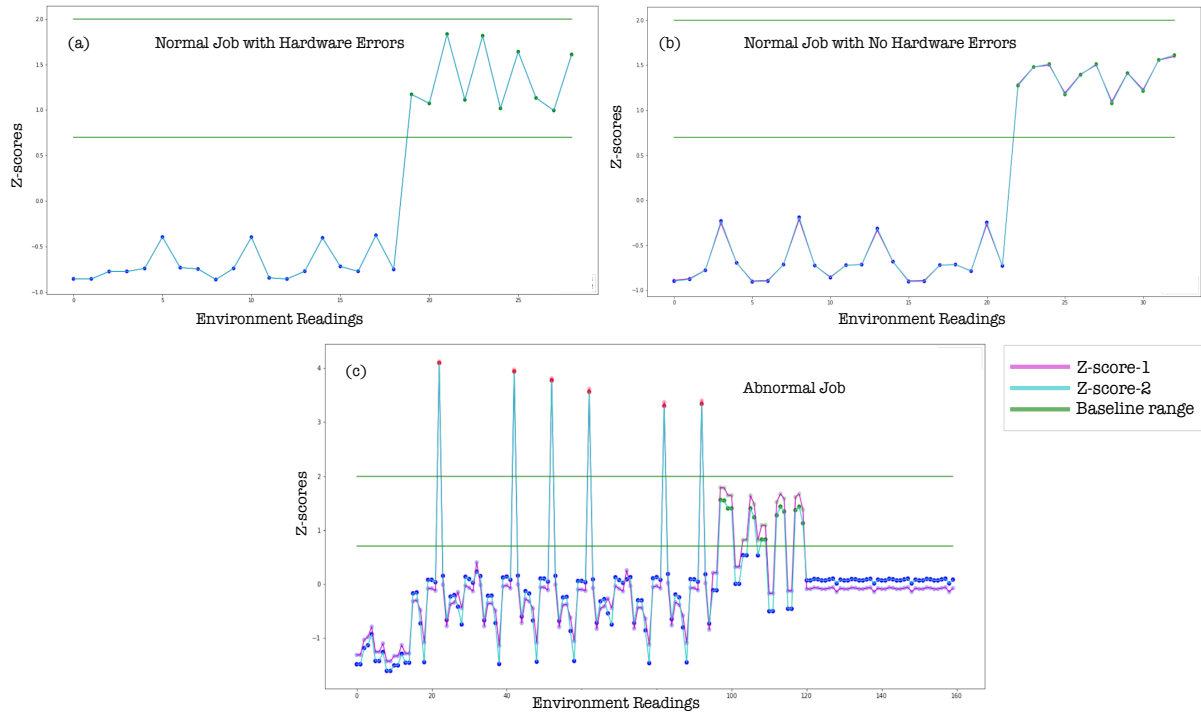 (a) Normal Job with Hardware Errors
2.0
1.5
1.0
0.5
0.0
−0.5
−1.0
Z-scores
0 5 10 15 20 25
Environment Readings
(b) Normal Job with No Hardware Errors
2.0
1.5
1.0
0.5
0.0
−0.5
−1.0
Z-scores
0 5 10 15 20 25 30
Environment Readings
(c) Abnormal Job
4
3
2
1
0
−1
Z-scores
0 20 40 60 80 100 120 140 160
Environment Readings
Z-score-1
Z-score-2
Baseline range